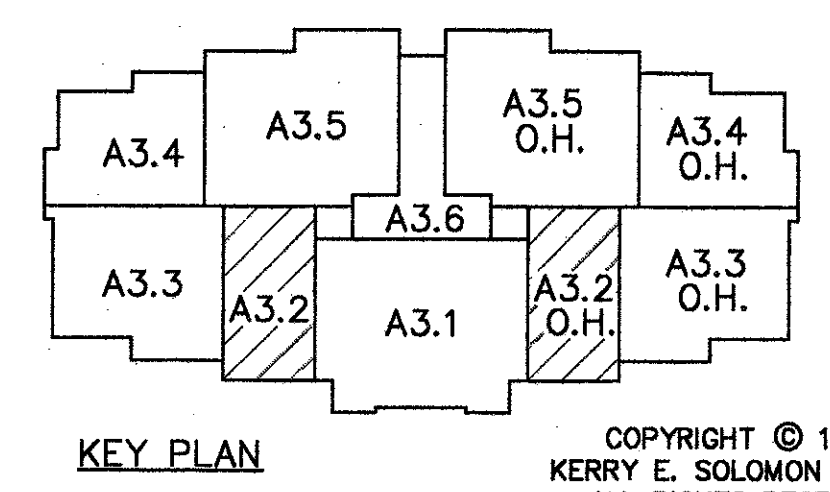 A3.5
A3.5
O.H.
A3.4
A3.4
O.H.
A3.6
A3.3
A3.2
A3.1
A3.2
O.H.
A3.3
O.H.
KEY PLAN
COPYRIGHT © 1
KERRY E. SOLOMON